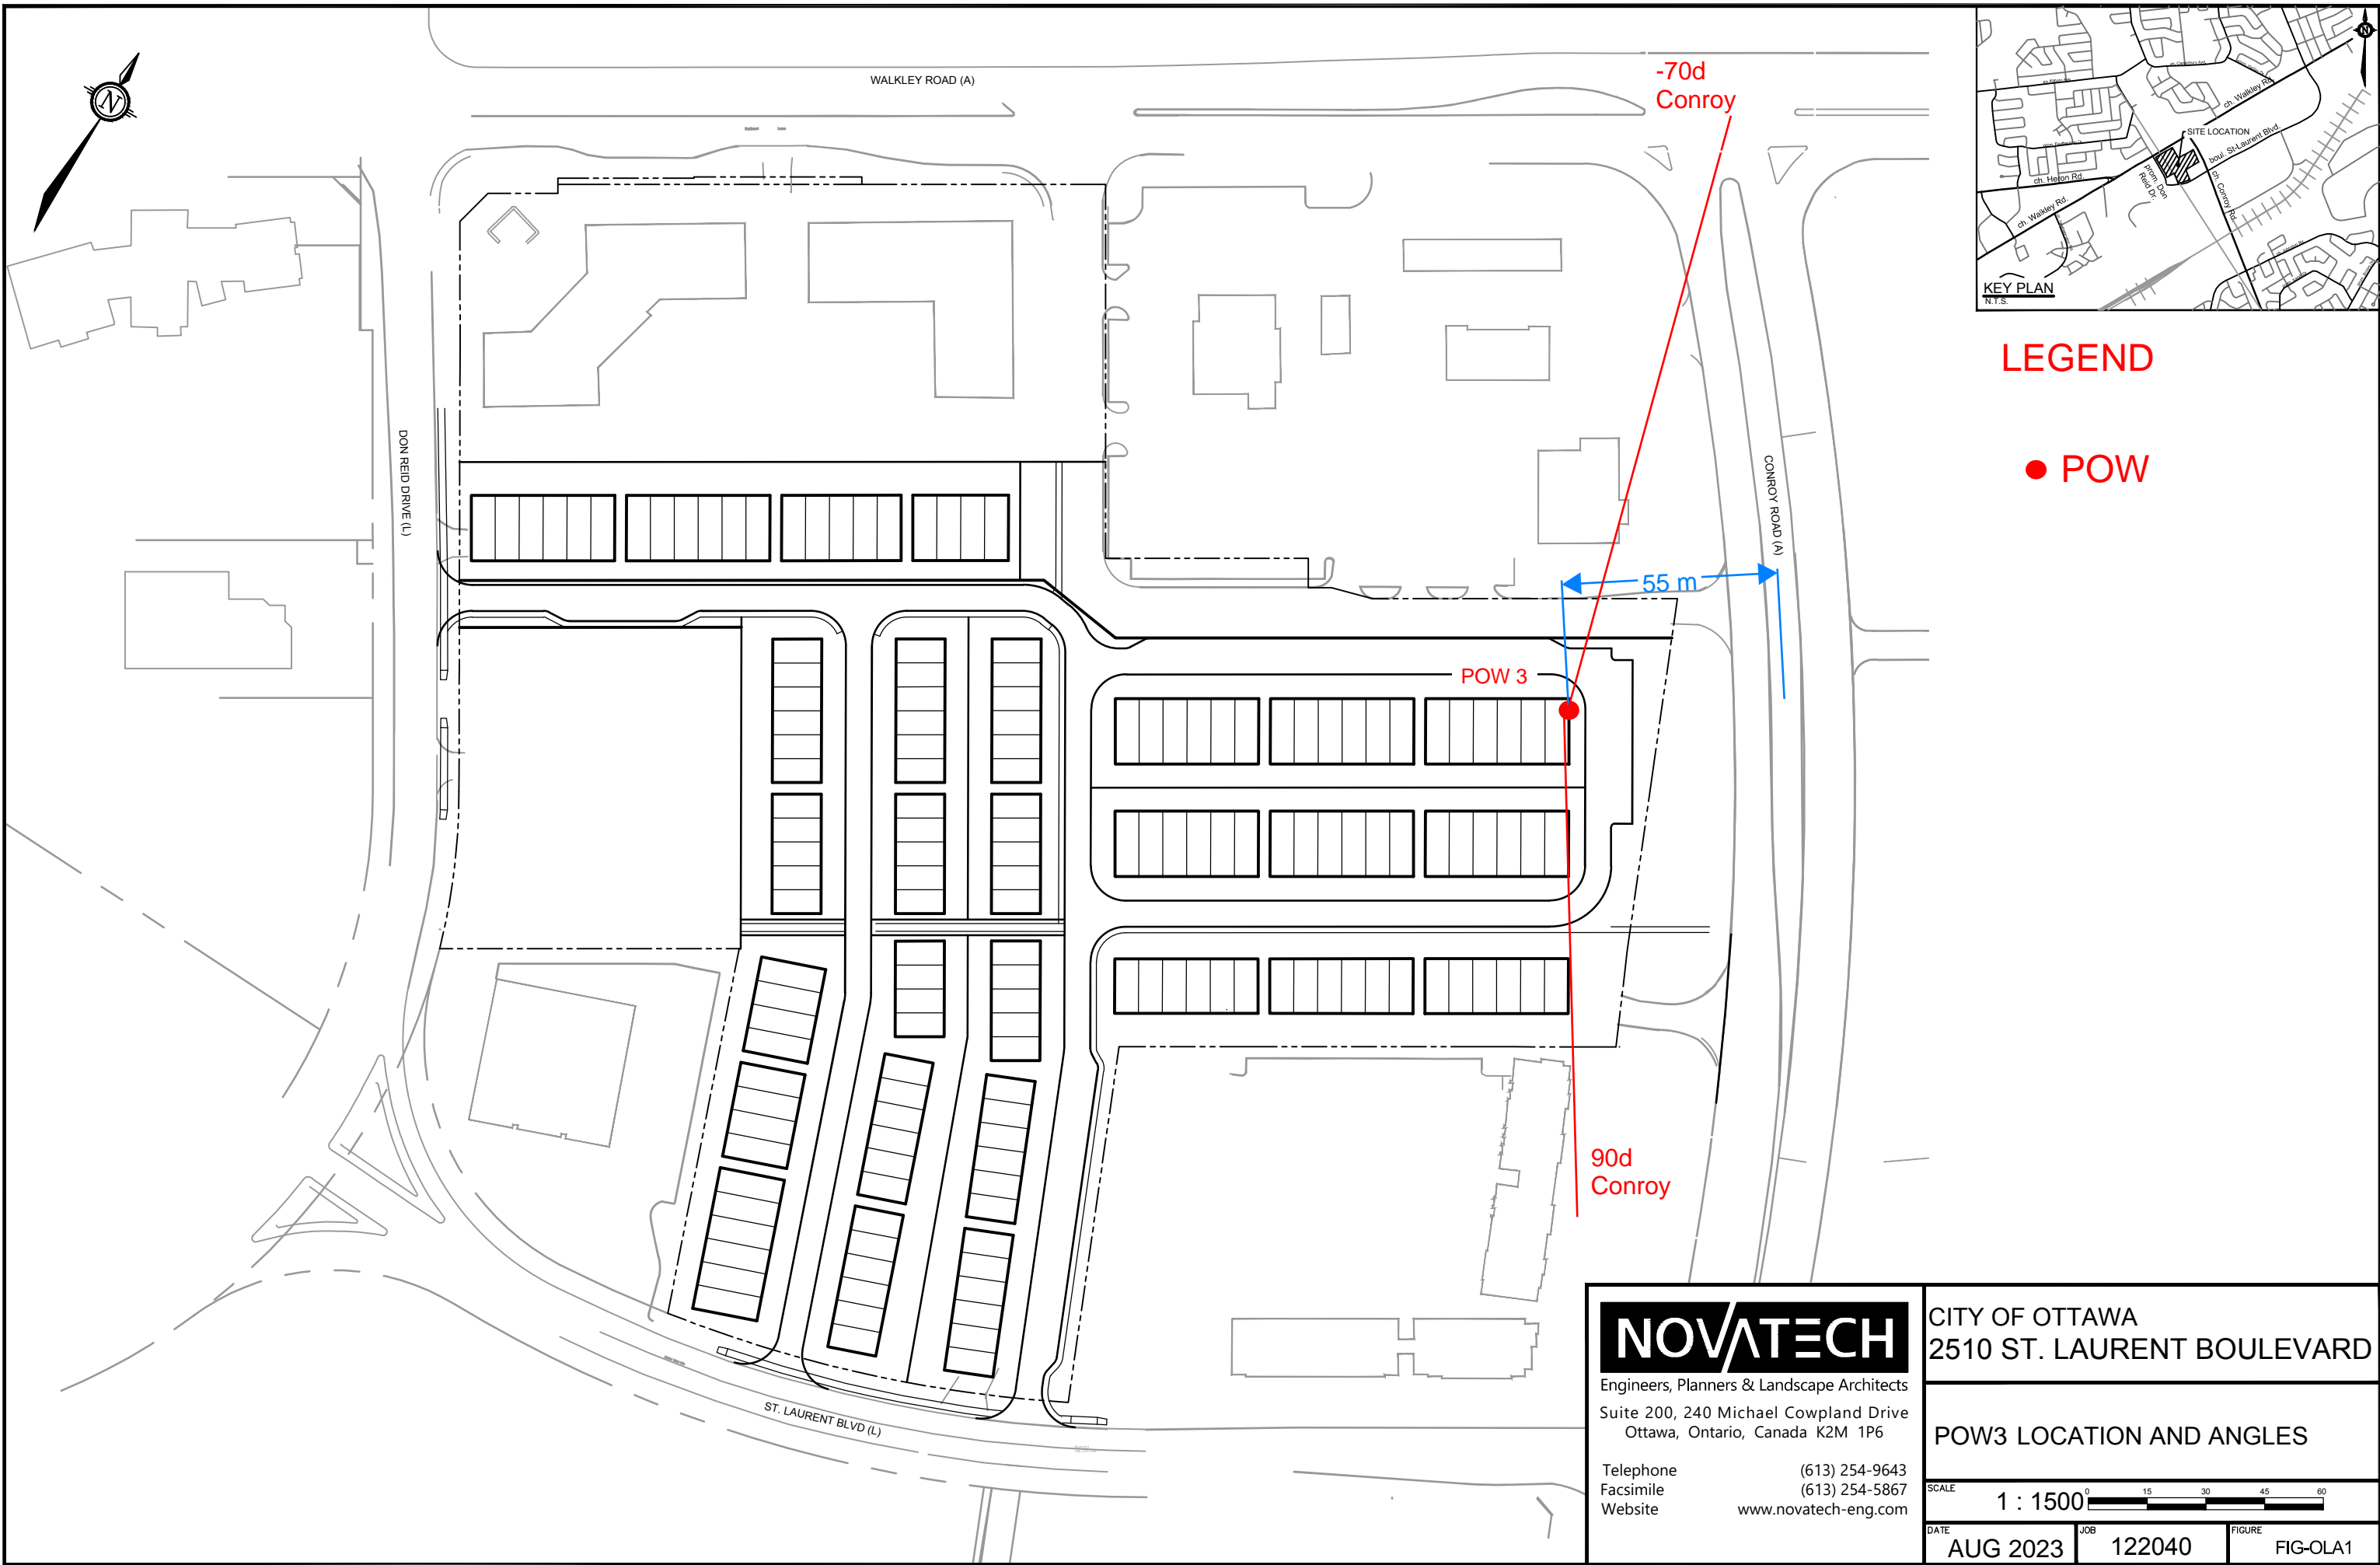 WALKLEY ROAD (A)
N
-70d
Conroy
N
ch. Walkley Rd.
SITE LOCATION
boul. St-Laurent Blvd.
ch. Heron Rd.
prom. Don
Reid Dr.
ch. Conroy Rd.
ch. Walkley Rd.
KEY PLAN
N.T.S.
LEGEND
POW
DON REID DRIVE (L)
CONROY ROAD (A)
55 m
POW 3
90d
Conroy
ST. LAURENT BLVD (L)
NOVATECH
Engineers, Planners & Landscape Architects
Suite 200, 240 Michael Cowpland Drive
Ottawa, Ontario, Canada K2M 1P6
Telephone (613) 254-9643
Facsimile (613) 254-5867
Website www.novatech-eng.com
CITY OF OTTAWA
2510 ST. LAURENT BOULEVARD
POW3 LOCATION AND ANGLES
SCALE
1 : 1500
0 15 30 45 60
DATE
AUG 2023
JOB
122040
FIGURE
FIG-OLA1